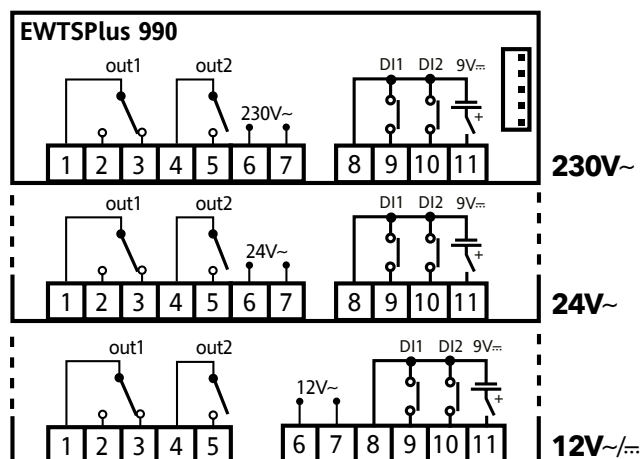 EWTSPlus 990
out1 out2 DI1 DI2 9V⎓
230V~ +
1 2 3 4 5 6 7 8 9 10 11 230V~
out1 out2 DI1 DI2 9V⎓
24V~ +
1 2 3 4 5 6 7 8 9 10 11 24V~
out1 out2 DI1 DI2 9V⎓
12V~ +
1 2 3 4 5 6 7 8 9 10 11 12V~/⎓